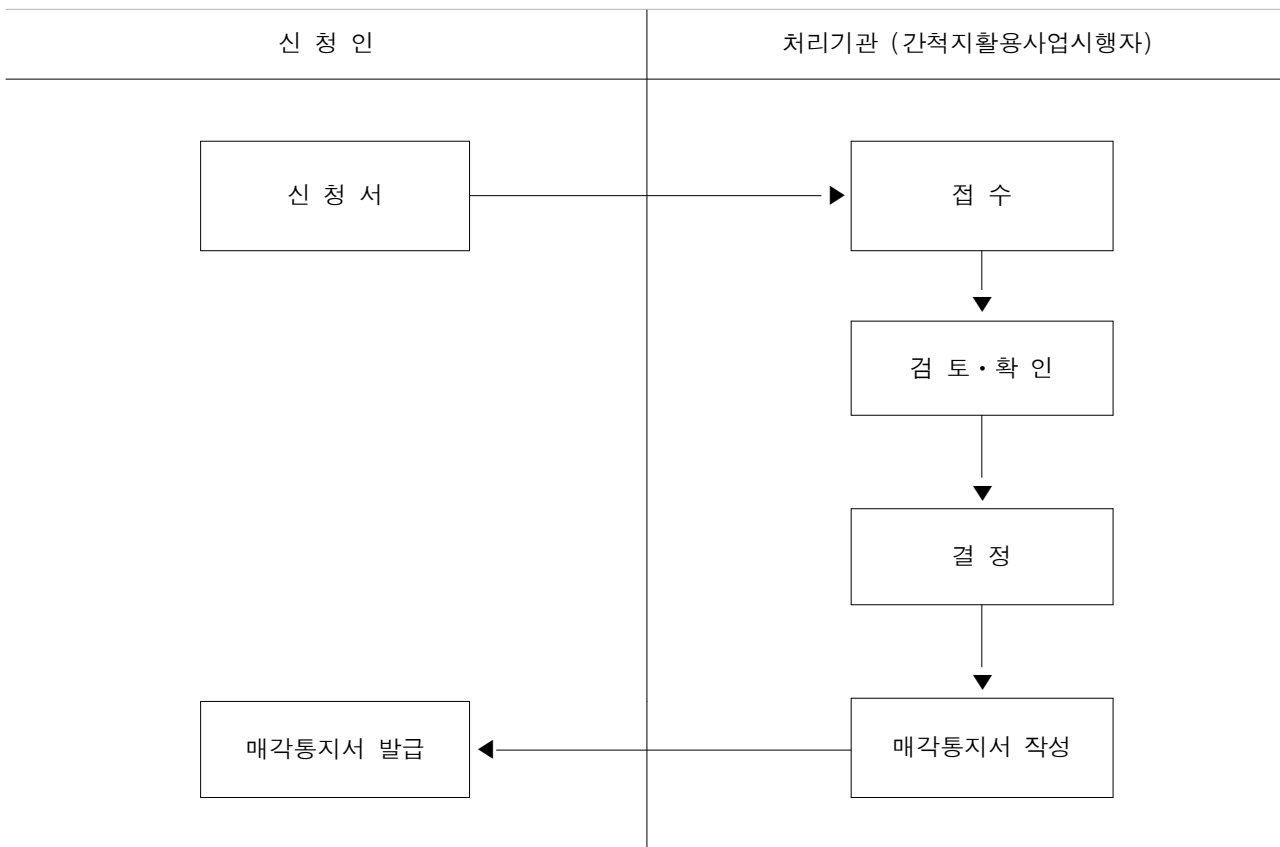 신 청 인
처리기관 (간척지활용사업시행자)
신 청 서
접 수
검 토·확 인
결 정
매각통지서 발급
매각통지서 작성